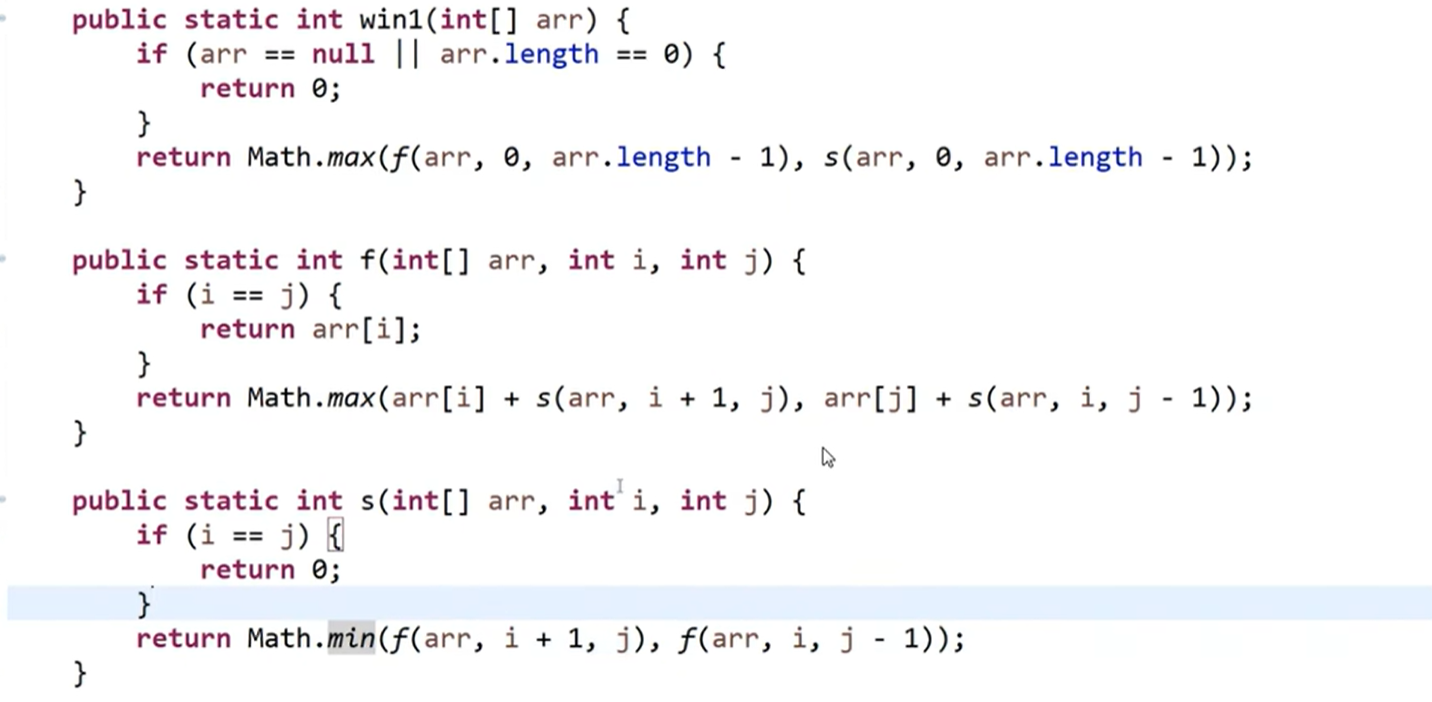 public static int win1(int[] arr) {
    if (arr == null || arr.length == 0) {
        return 0;
    }
    return Math.max(f(arr, 0, arr.length - 1), s(arr, 0, arr.length - 1));
}

public static int f(int[] arr, int i, int j) {
    if (i == j) {
        return arr[i];
    }
    return Math.max(arr[i] + s(arr, i + 1, j), arr[j] + s(arr, i, j - 1));
}

public static int s(int[] arr, int i, int j) {
    if (i == j) {
        return 0;
    }
    return Math.min(f(arr, i + 1, j), f(arr, i, j - 1));
}